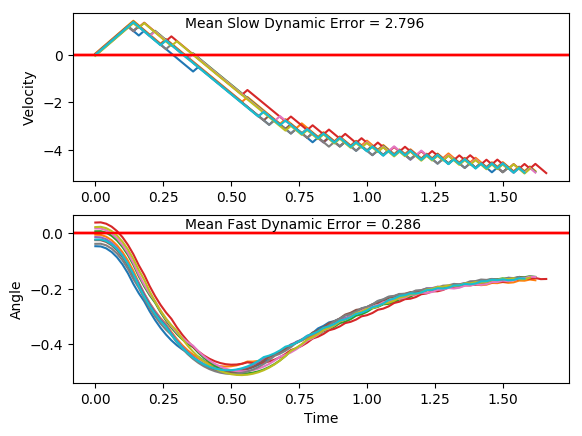 Mean Slow Dynamic Error = 2.796
Velocity
0
−2
−4
0.00 0.25 0.50 0.75 1.00 1.25 1.50
Mean Fast Dynamic Error = 0.286
Angle
0.0
−0.2
−0.4
0.00 0.25 0.50 0.75 1.00 1.25 1.50
Time